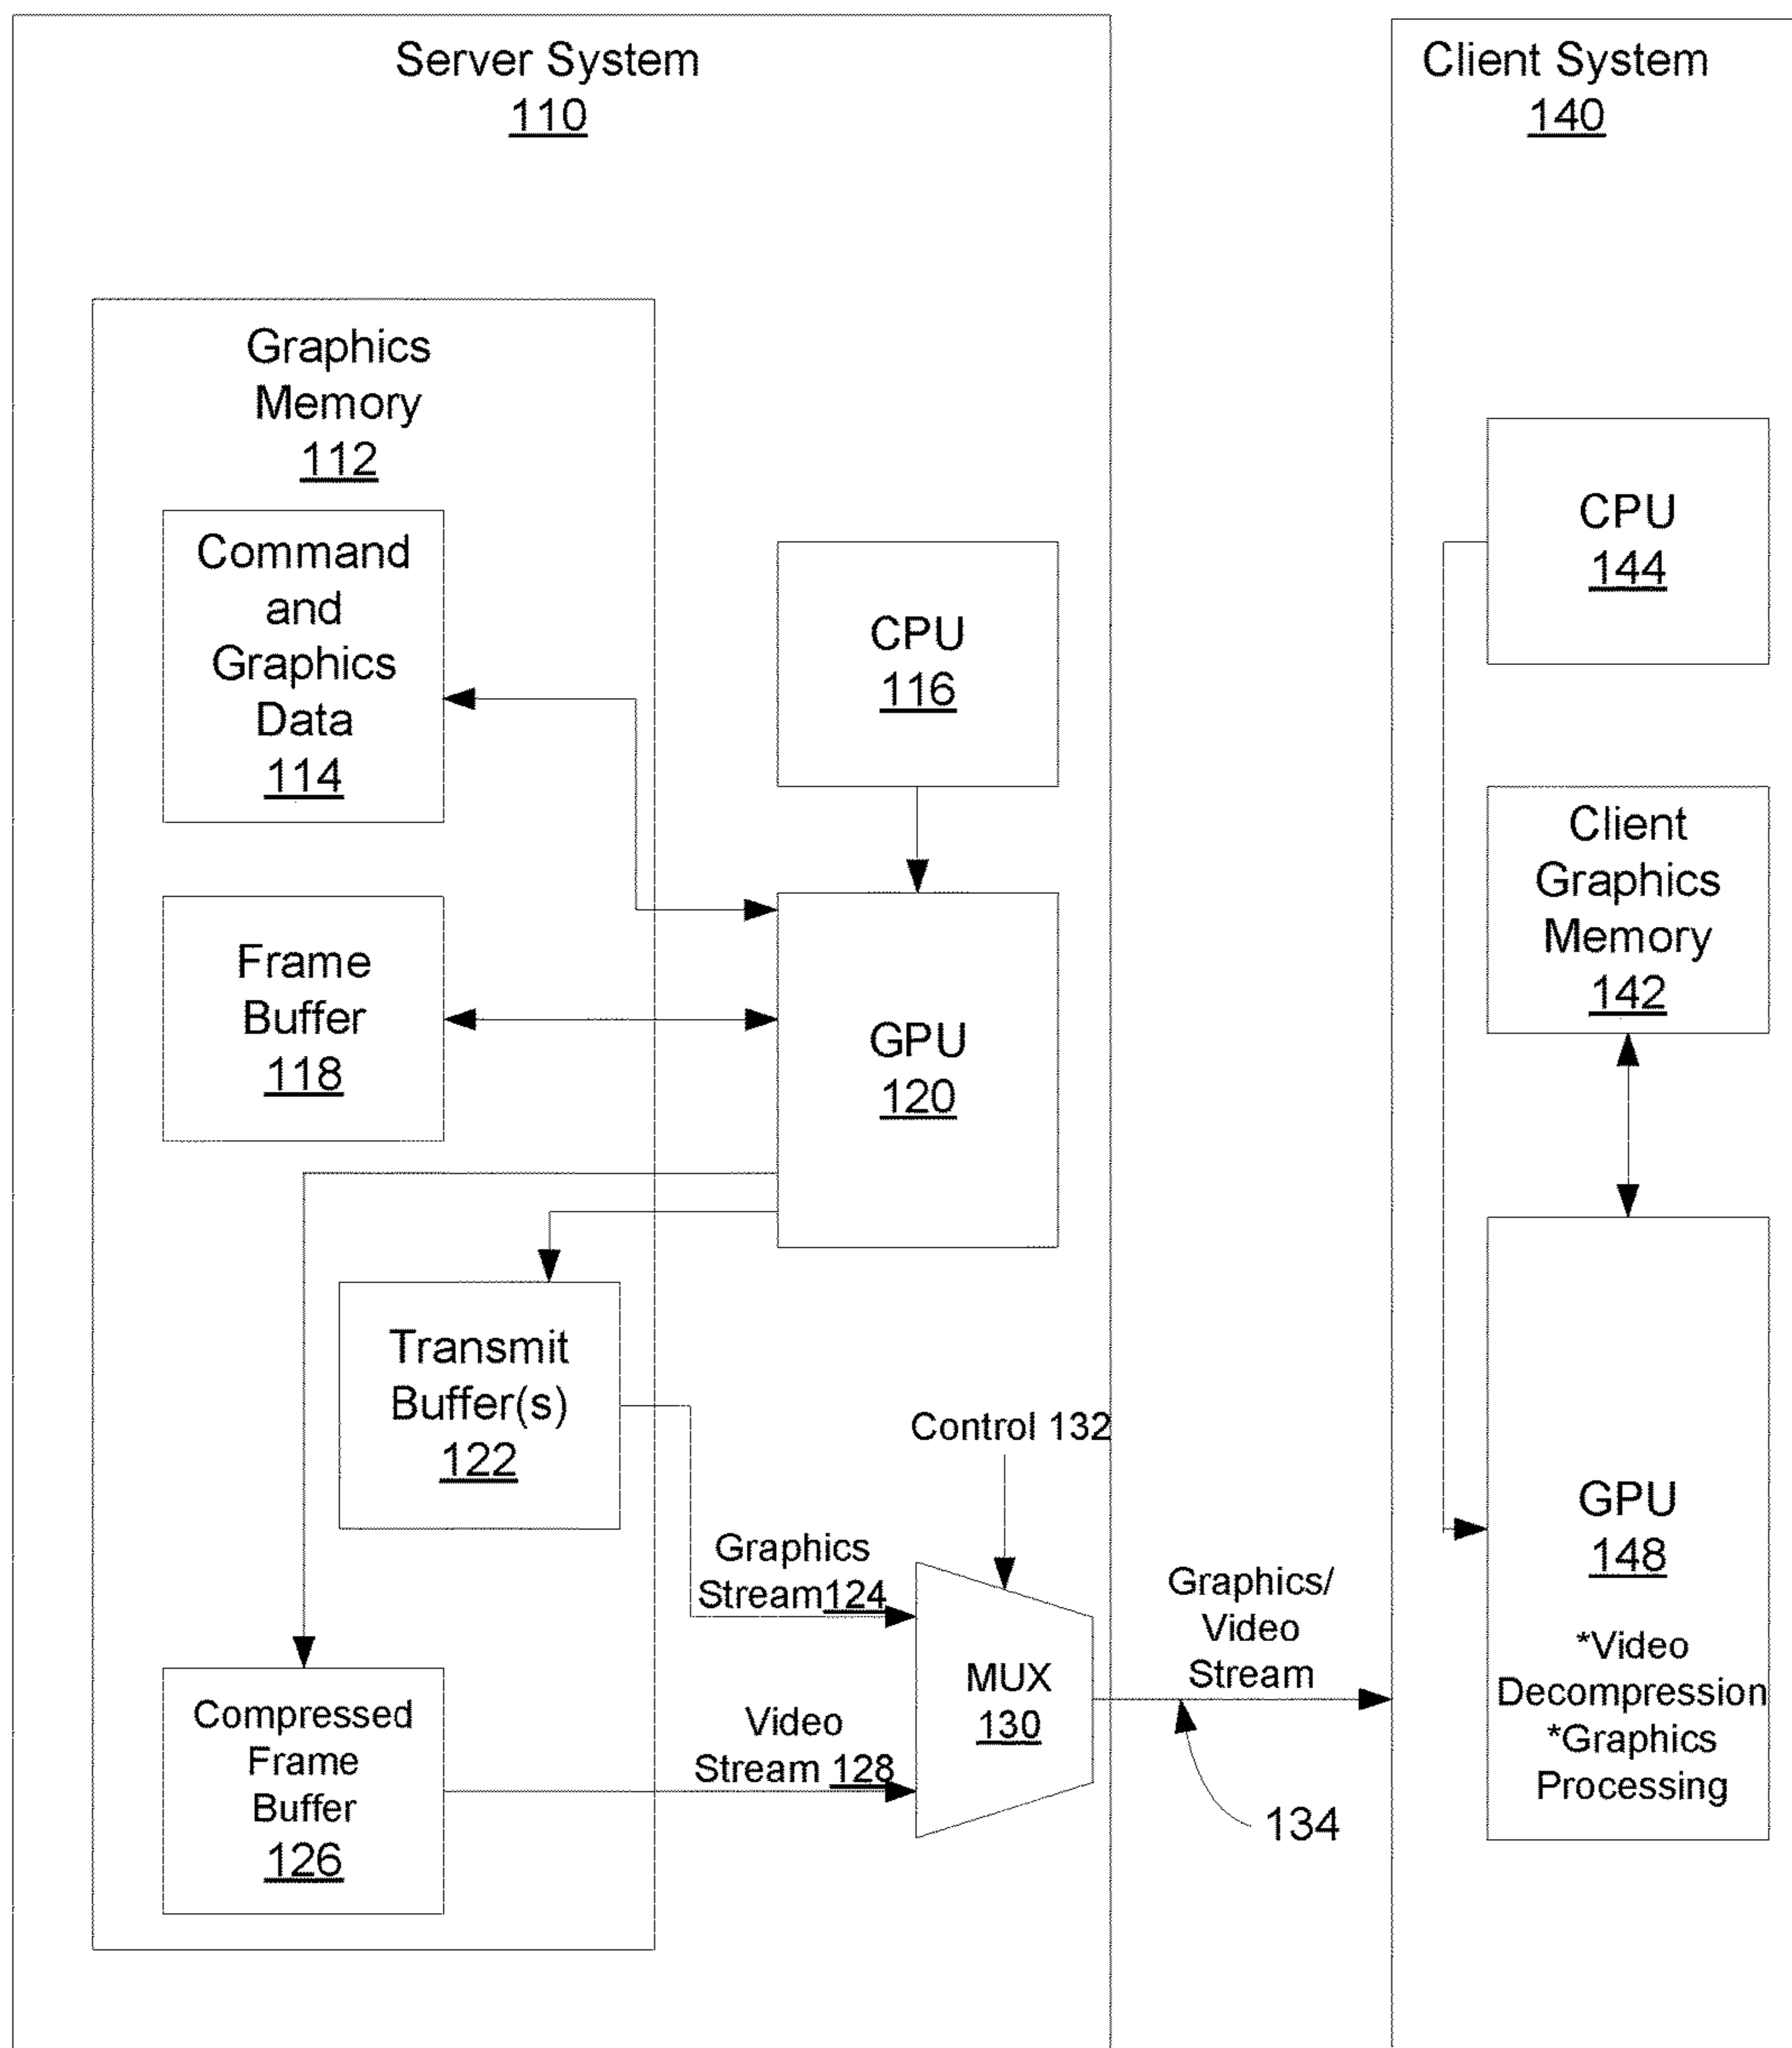 Server System
110
Graphics
Memory
112
Command
and
Graphics
Data
114
CPU
116
Frame
Buffer
118
GPU
120
Transmit
Buffer(s)
122
Control 132
Graphics
Stream124
MUX
130
Compressed
Frame
Buffer
126
Video
Stream 128
Graphics/
Video
Stream
134
Client System
140
CPU
144
Client
Graphics
Memory
142
GPU
148
*Video
Decompression
*Graphics
Processing